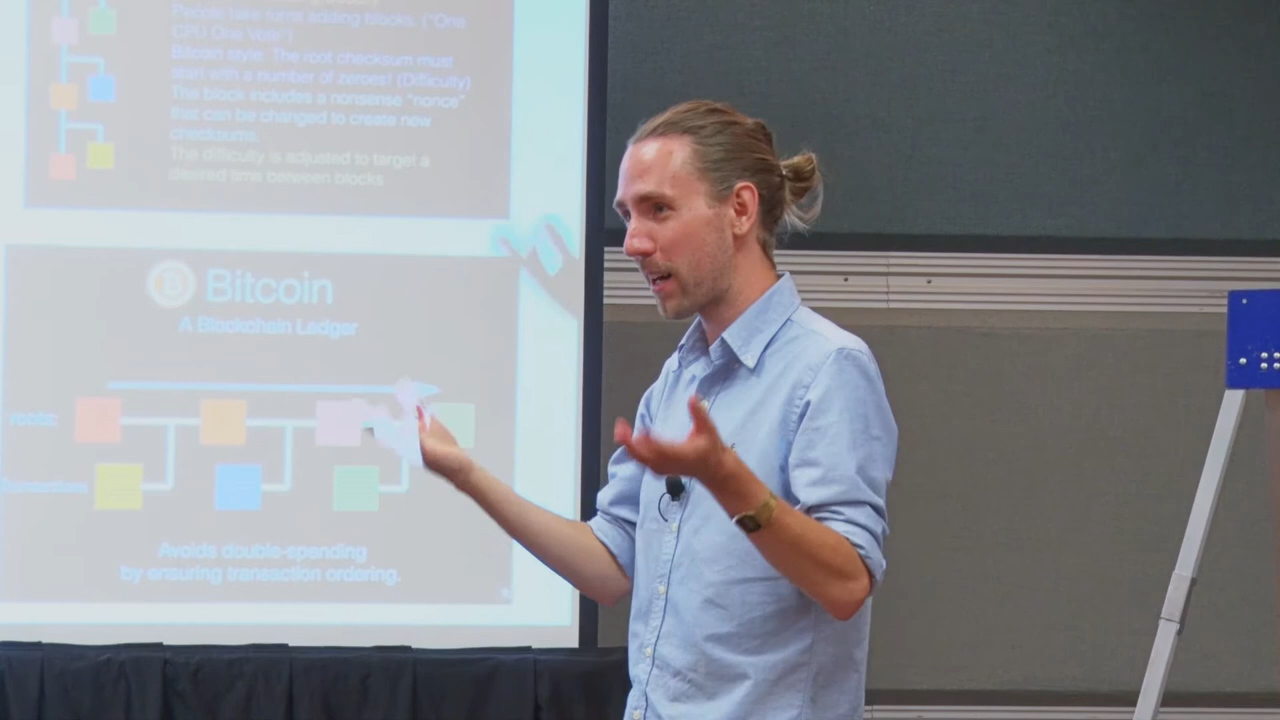 People take turns adding blocks. ("One
CPU One Vote")
Bitcoin style: The root checksum must
start with a number of zeroes! (Difficulty)
The block includes a nonsense "nonce"
that can be changed to create new
checksums.
The difficulty is adjusted to target a
desired time between blocks
Bitcoin
A Blockchain Ledger
roots:
Avoids double-spending
by ensuring transaction ordering.